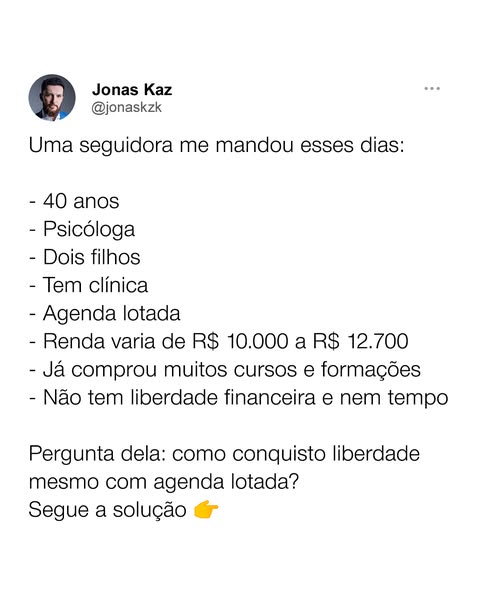 Jonas Kaz
@jonaskzk
Uma seguidora me mandou esses dias:
- 40 anos
- Psicóloga
- Dois filhos
- Tem clínica
- Agenda lotada
- Renda varia de R$ 10.000 a R$ 12.700
- Já comprou muitos cursos e formações
- Não tem liberdade financeira e nem tempo
Pergunta dela: como conquisto liberdade
mesmo com agenda lotada?
Segue a solução 👉